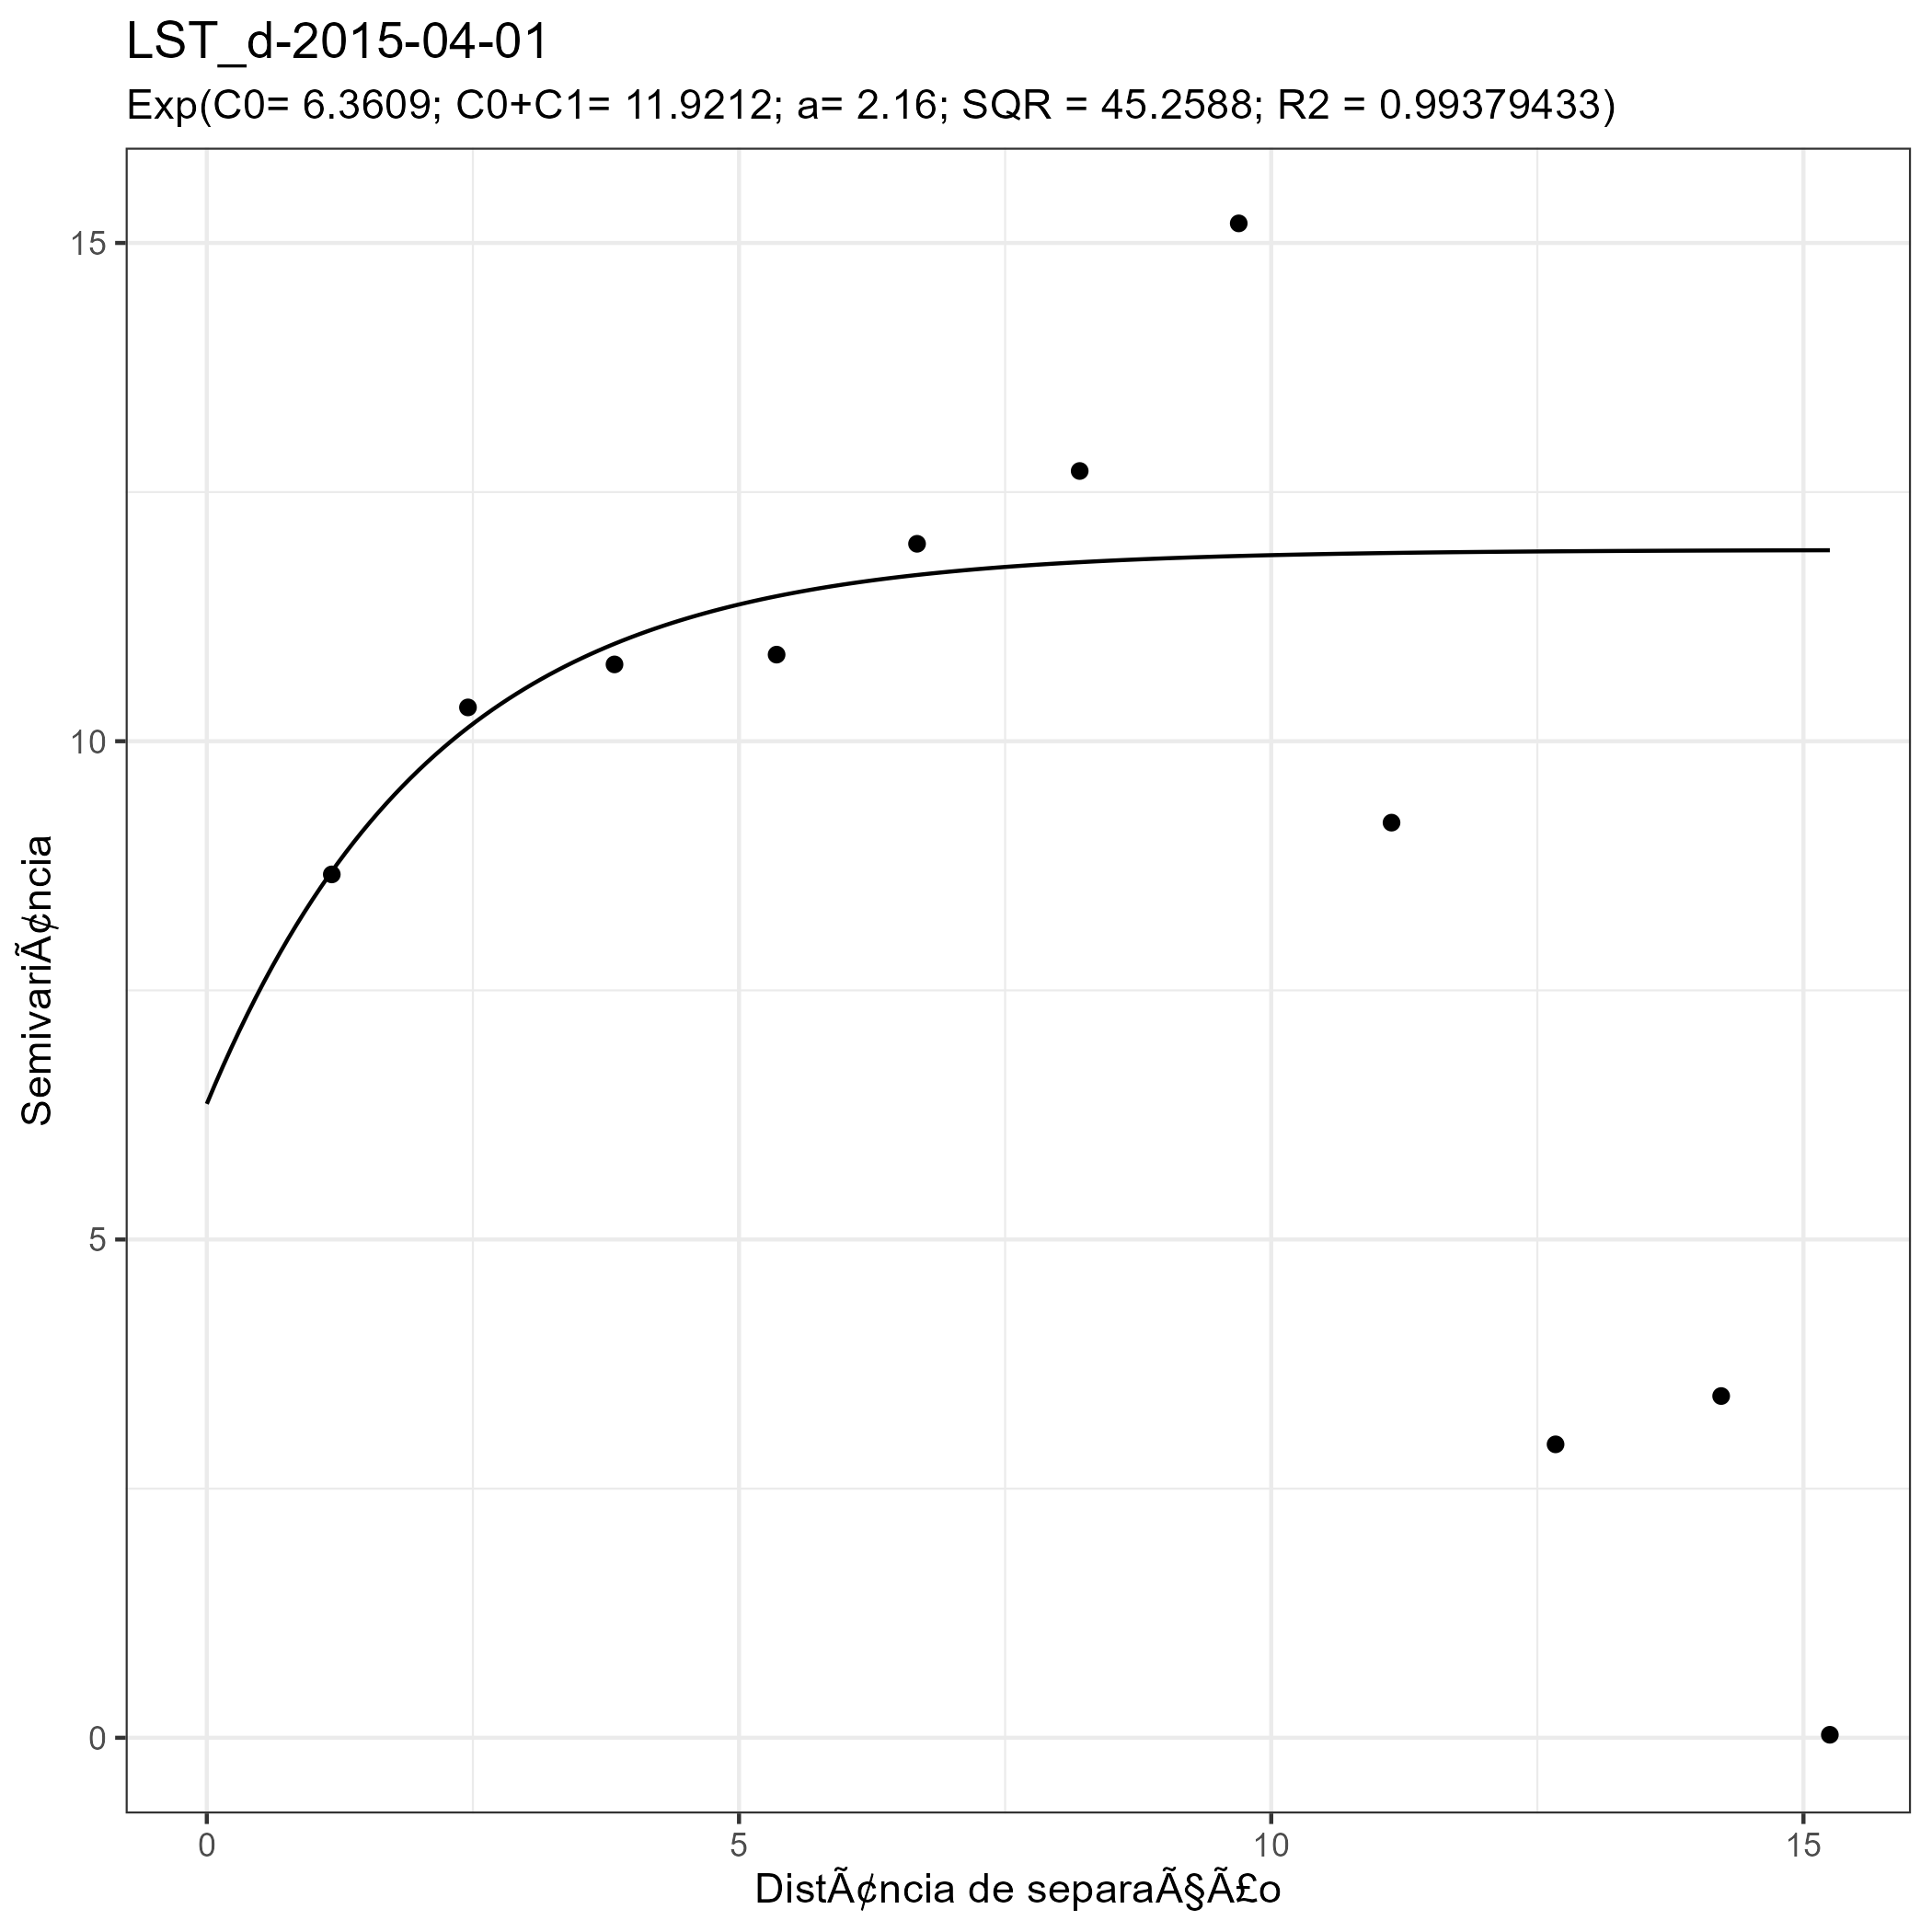 LST_d-2015-04-01
Exp(C0= 6.3609; C0+C1= 11.9212; a= 2.16; SQR = 45.2588; R2 = 0.99379433)
15
10
5
0
SemivariÃ¢ncia
0 5 10 15
DistÃ¢ncia de separaÃ§Ã£o